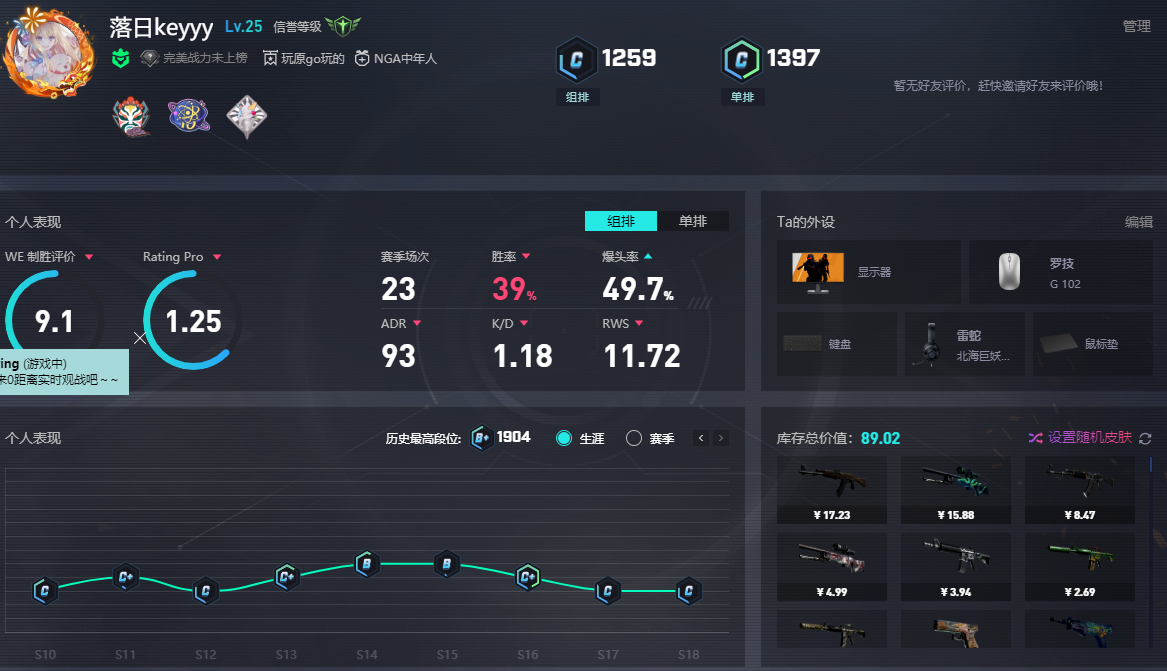 落日keyyy Lv.25 信誉等级
完美战力未上榜 玩原go玩的 NGA中年人
C 1259
组排
C 1397
单排
管理
暂无好友评价，赶快邀请好友来评价哦!
个人表现
组排 单排
WE 制胜评价
9.1
Rating Pro
1.25
赛季场次
23
胜率
39%
爆头率
49.7%
ADR
93
K/D
1.18
RWS
11.72
ing (游戏中)
来0距离实时观战吧～～
Ta的外设 编辑
显示器
罗技
G 102
键盘
雷蛇
北海巨妖...
鼠标垫
个人表现
历史最高段位: B+ 1904 生涯 赛季
C C+ C C+ B B C+ C C
S10 S11 S12 S13 S14 S15 S16 S17 S18
库存总价值: 89.02 设置随机皮肤
¥ 17.23 ¥ 15.88 ¥ 8.47
¥ 4.99 ¥ 3.94 ¥ 2.69